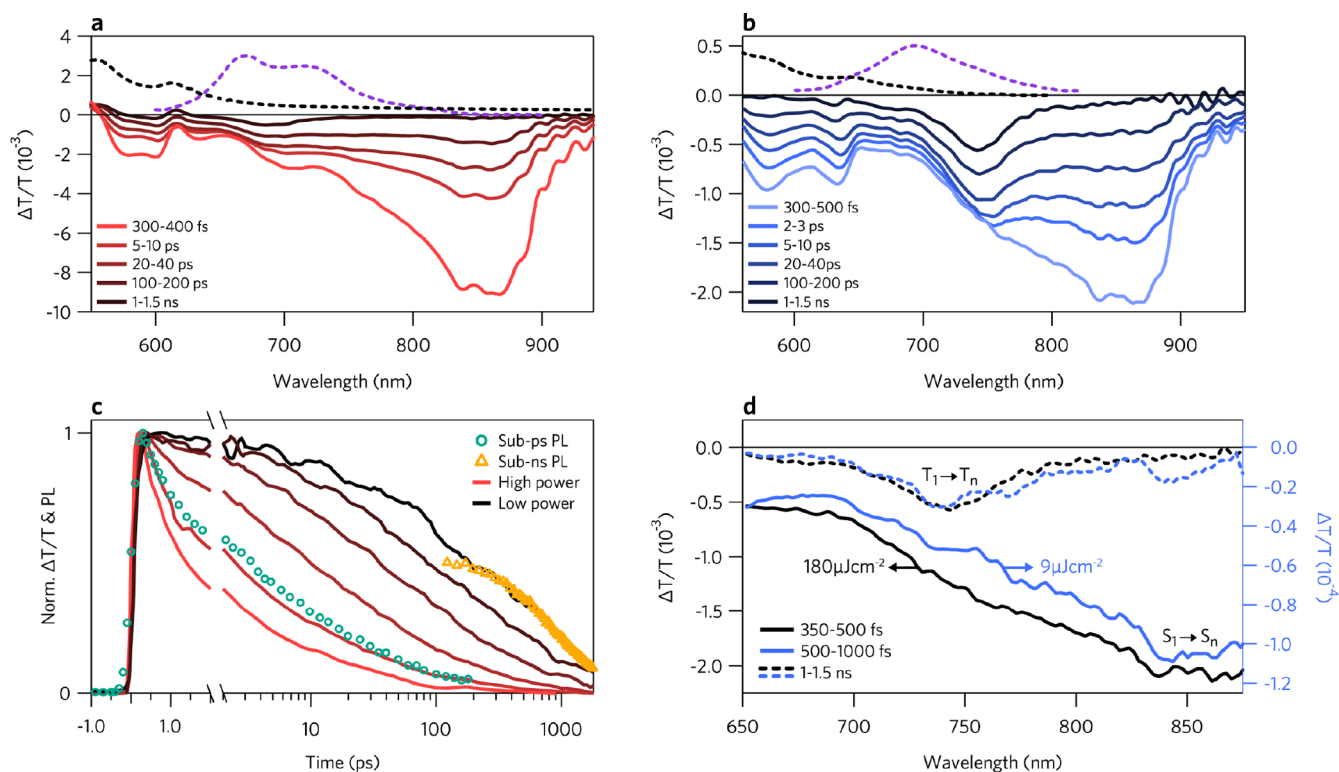 a
4
2
0
-2
-4
-6
-8
-10
ΔT/T (10⁻³)
300-400 fs
5-10 ps
20-40 ps
100-200 ps
1-1.5 ns
600
700
800
900
Wavelength (nm)
b
0.5
0.0
-0.5
-1.0
-1.5
-2.0
ΔT/T (10⁻³)
300-500 fs
2-3 ps
5-10 ps
20-40ps
100-200 ps
1-1.5 ns
600
700
800
900
Wavelength (nm)
c
1
0
Norm. ΔT/T & PL
Sub-ps PL
Sub-ns PL
High power
Low power
-1.0
1.0
10
100
1000
Time (ps)
d
0.0
-0.5
-1.0
-1.5
-2.0
ΔT/T (10⁻³)
T₁→Tₙ
180µJcm⁻²
9µJcm⁻²
S₁→Sₙ
350-500 fs
500-1000 fs
1-1.5 ns
0.0
-0.2
-0.4
-0.6
-0.8
-1.0
-1.2
ΔT/T (10⁻⁴)
650
700
750
800
850
Wavelength (nm)